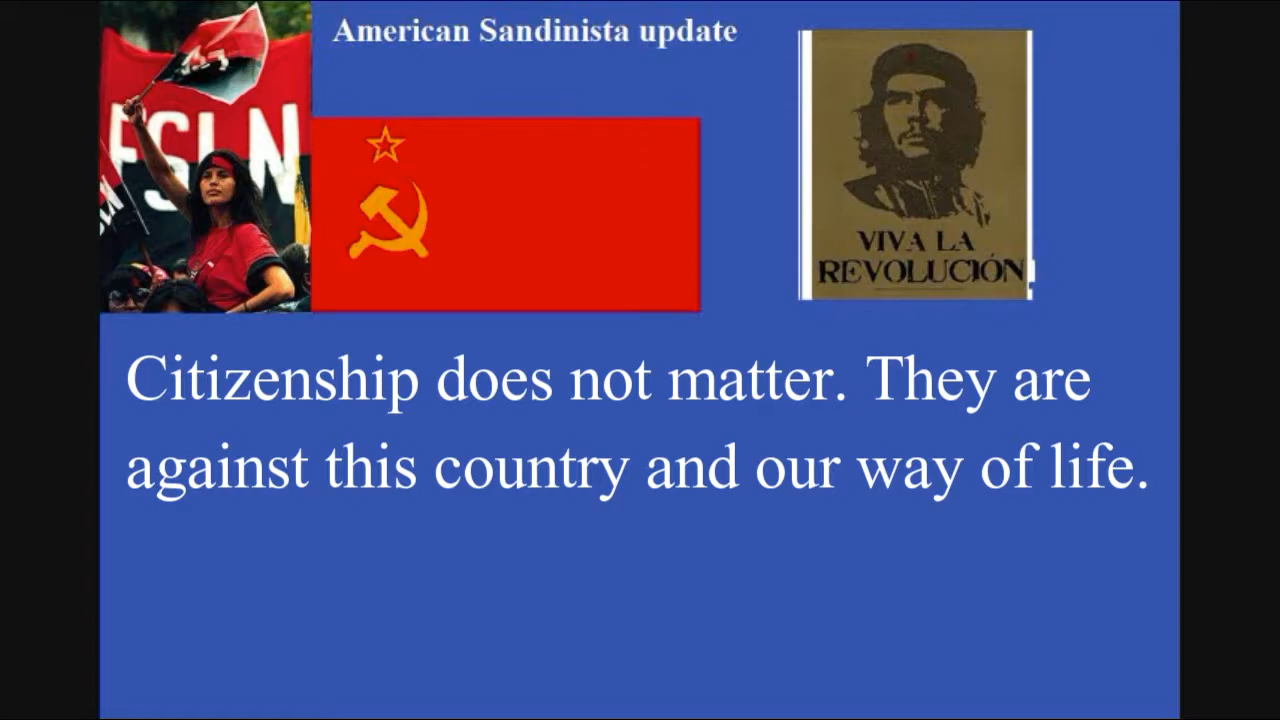 American Sandinista update
FSLN
VIVA LA
REVOLUCIÓN
Citizenship does not matter. They are
against this country and our way of life.